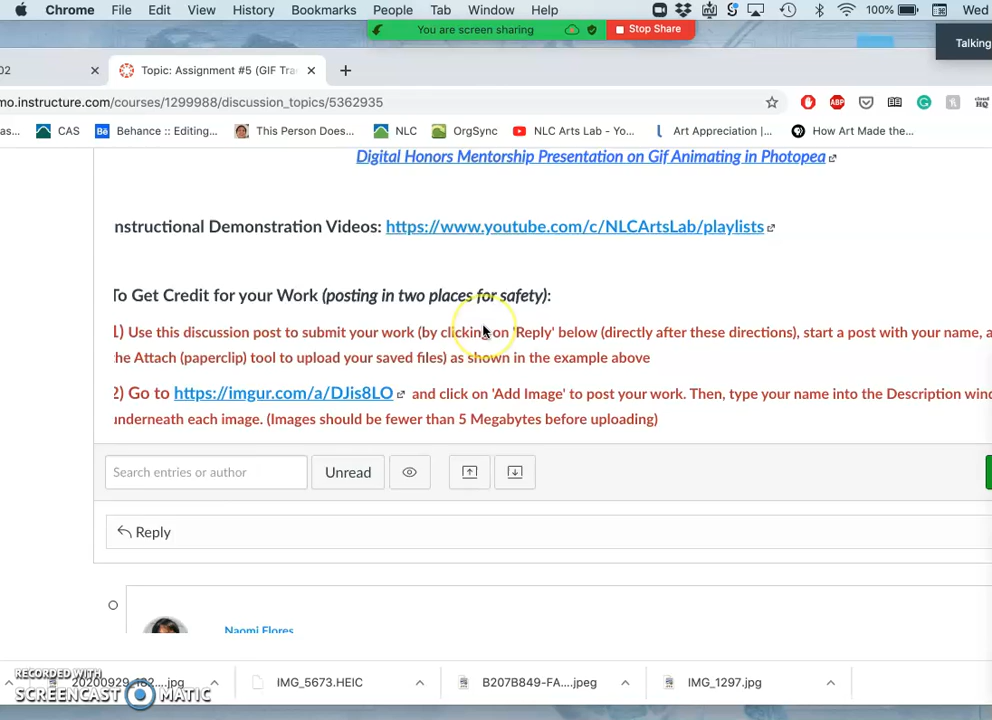 Chrome File Edit View History Bookmarks People Tab Window Help 100% Wed
You are screen sharing Stop Share
Talking
02 Topic: Assignment #5 (GIF Tra
mo.instructure.com/courses/1299988/discussion_topics/5362935
as... CAS Behance :: Editing... This Person Does... NLC OrgSync NLC Arts Lab - Yo... Art Appreciation |... How Art Made the...
Digital Honors Mentorship Presentation on Gif Animating in Photopea
nstructional Demonstration Videos: https://www.youtube.com/c/NLCArtsLab/playlists
To Get Credit for your Work (posting in two places for safety):
1) Use this discussion post to submit your work (by clicking on 'Reply' below (directly after these directions), start a post with your name, a
he Attach (paperclip) tool to upload your saved files) as shown in the example above
2) Go to https://imgur.com/a/DJis8LO and click on 'Add Image' to post your work. Then, type your name into the Description win
underneath each image. (Images should be fewer than 5 Megabytes before uploading)
Search entries or author Unread
Reply
Naomi Flores
20200929_182....jpg IMG_5673.HEIC B207B849-FA....jpeg IMG_1297.jpg
RECORDED WITH
SCREENCAST MATIC